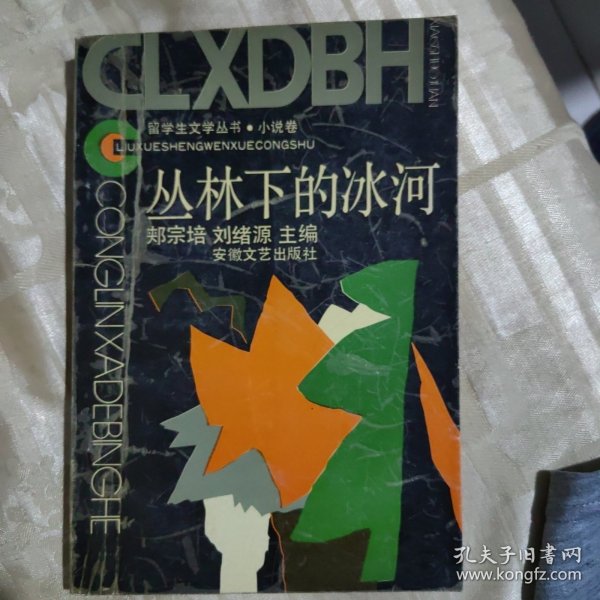 CLXDBH
XIAOSHUOJUAN
留学生文学丛书•小说卷
LIUXUESHENGWENXUECONGSHU
丛林下的冰河
郏宗培 刘绪源 主编
安徽文艺出版社
CONGLINXIADEBINGHE
孔夫子旧书网
www.kongfz.com